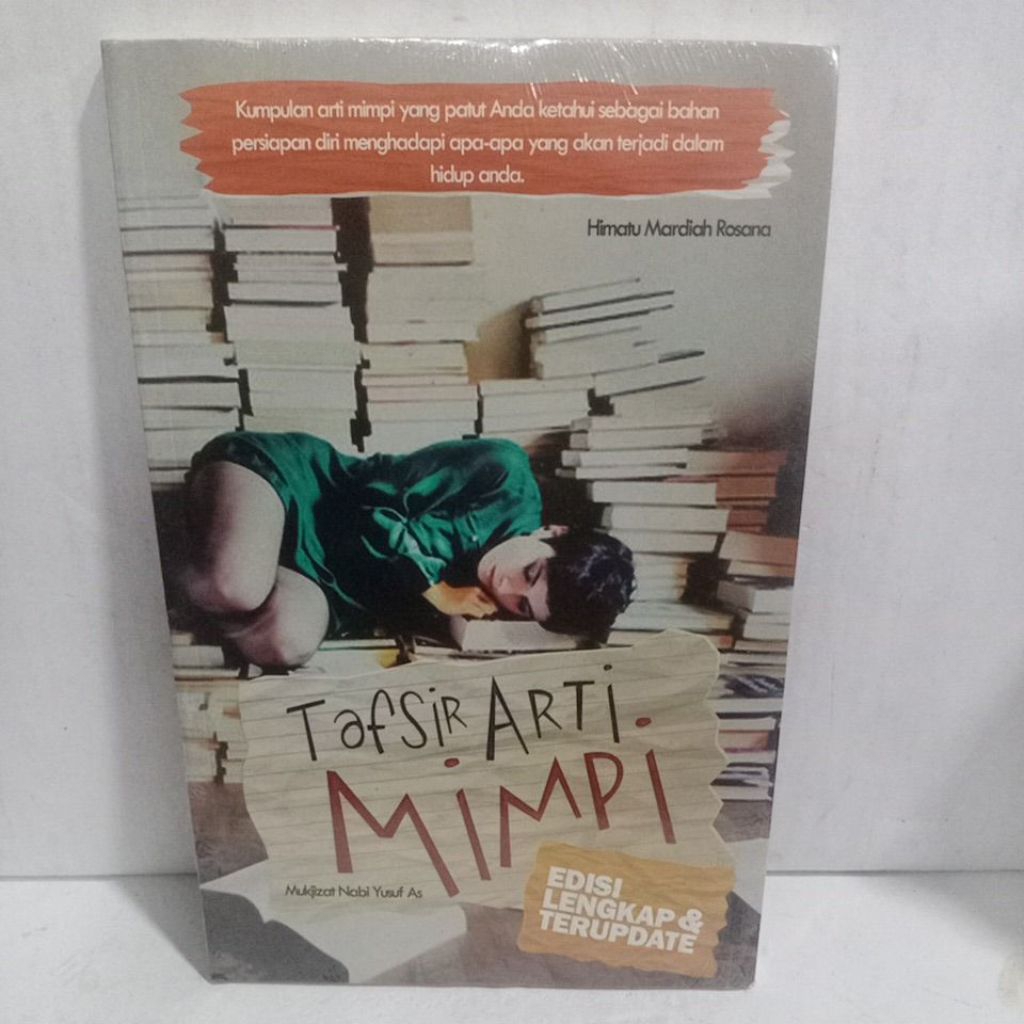 Kumpulan arti mimpi yang patut Anda ketahui sebagai bahan
persiapan diri menghadapi apa-apa yang akan terjadi dalam
hidup anda.
Himatu Mardiah Rosana
Tafsir Arti
Mimpi
Mukjizat Nabi Yusuf As
EDISI
LENGKAP &
TERUPDATE